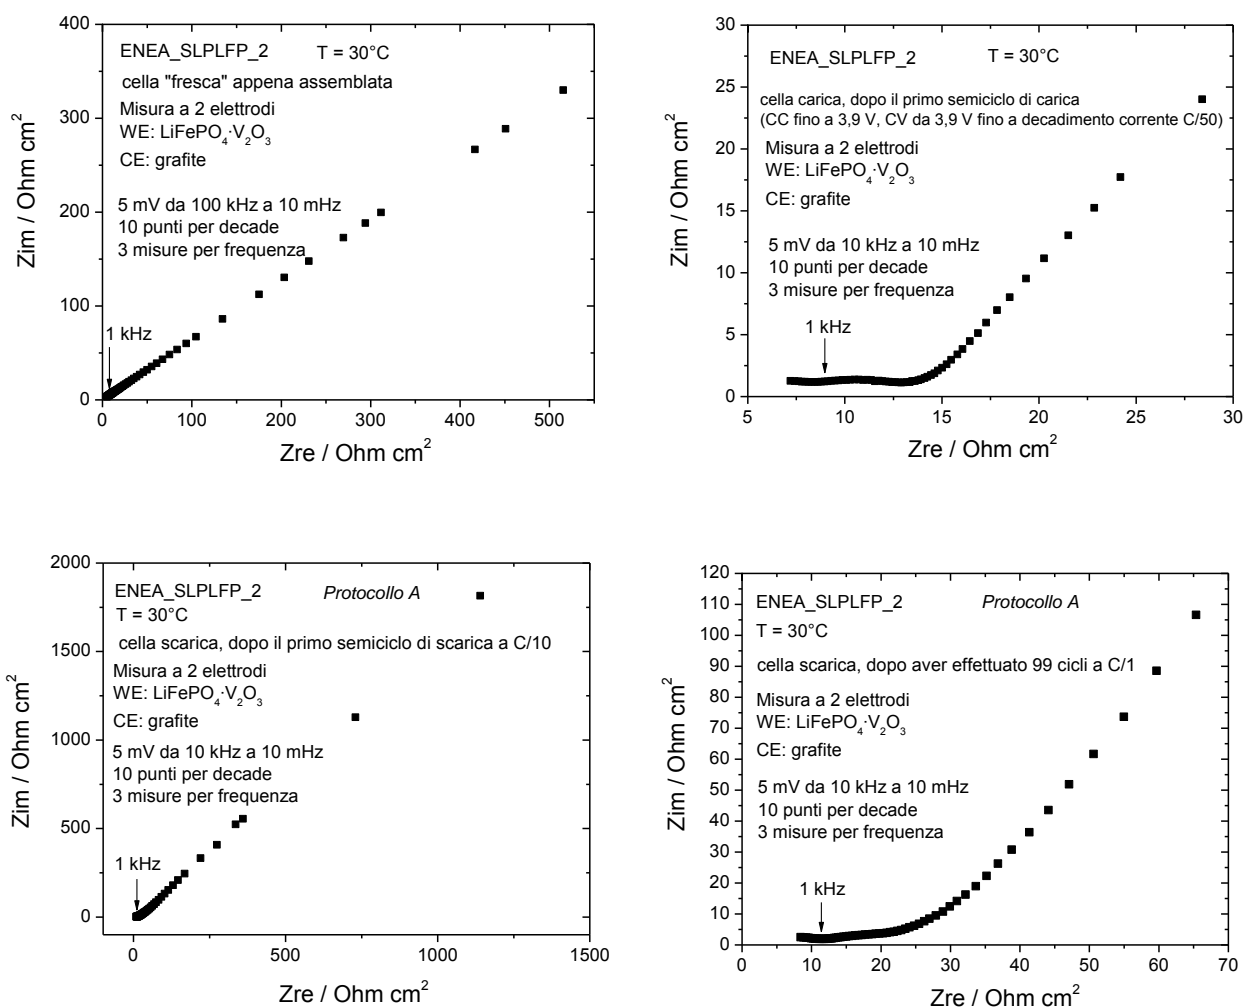 400
300
200
100
0
0
100
200
300
400
500
Zim / Ohm cm²
Zre / Ohm cm²
ENEA_SLPLFP_2
T = 30°C
cella "fresca" appena assemblata
Misura a 2 elettrodi
WE: LiFePO₄·V₂O₃
CE: grafite
5 mV da 100 kHz a 10 mHz
10 punti per decade
3 misure per frequenza
1 kHz
30
25
20
15
10
5
0
5
10
15
20
25
30
Zim / Ohm cm²
Zre / Ohm cm²
ENEA_SLPLFP_2
T = 30°C
cella carica, dopo il primo semiciclo di carica
(CC fino a 3,9 V, CV da 3,9 V fino a decadimento corrente C/50)
Misura a 2 elettrodi
WE: LiFePO₄·V₂O₃
CE: grafite
5 mV da 10 kHz a 10 mHz
10 punti per decade
3 misure per frequenza
1 kHz
2000
1750
1500
1250
1000
750
500
250
0
0
250
500
750
1000
1250
1500
Zim / Ohm cm²
Zre / Ohm cm²
ENEA_SLPLFP_2
Protocollo A
T = 30°C
cella scarica, dopo il primo semiciclo di scarica a C/10
Misura a 2 elettrodi
WE: LiFePO₄·V₂O₃
CE: grafite
5 mV da 10 kHz a 10 mHz
10 punti per decade
3 misure per frequenza
1 kHz
120
110
100
90
80
70
60
50
40
30
20
10
0
0
10
20
30
40
50
60
70
Zim / Ohm cm²
Zre / Ohm cm²
ENEA_SLPLFP_2
Protocollo A
T = 30°C
cella scarica, dopo aver effettuato 99 cicli a C/1
Misura a 2 elettrodi
WE: LiFePO₄·V₂O₃
CE: grafite
5 mV da 10 kHz a 10 mHz
10 punti per decade
3 misure per frequenza
1 kHz